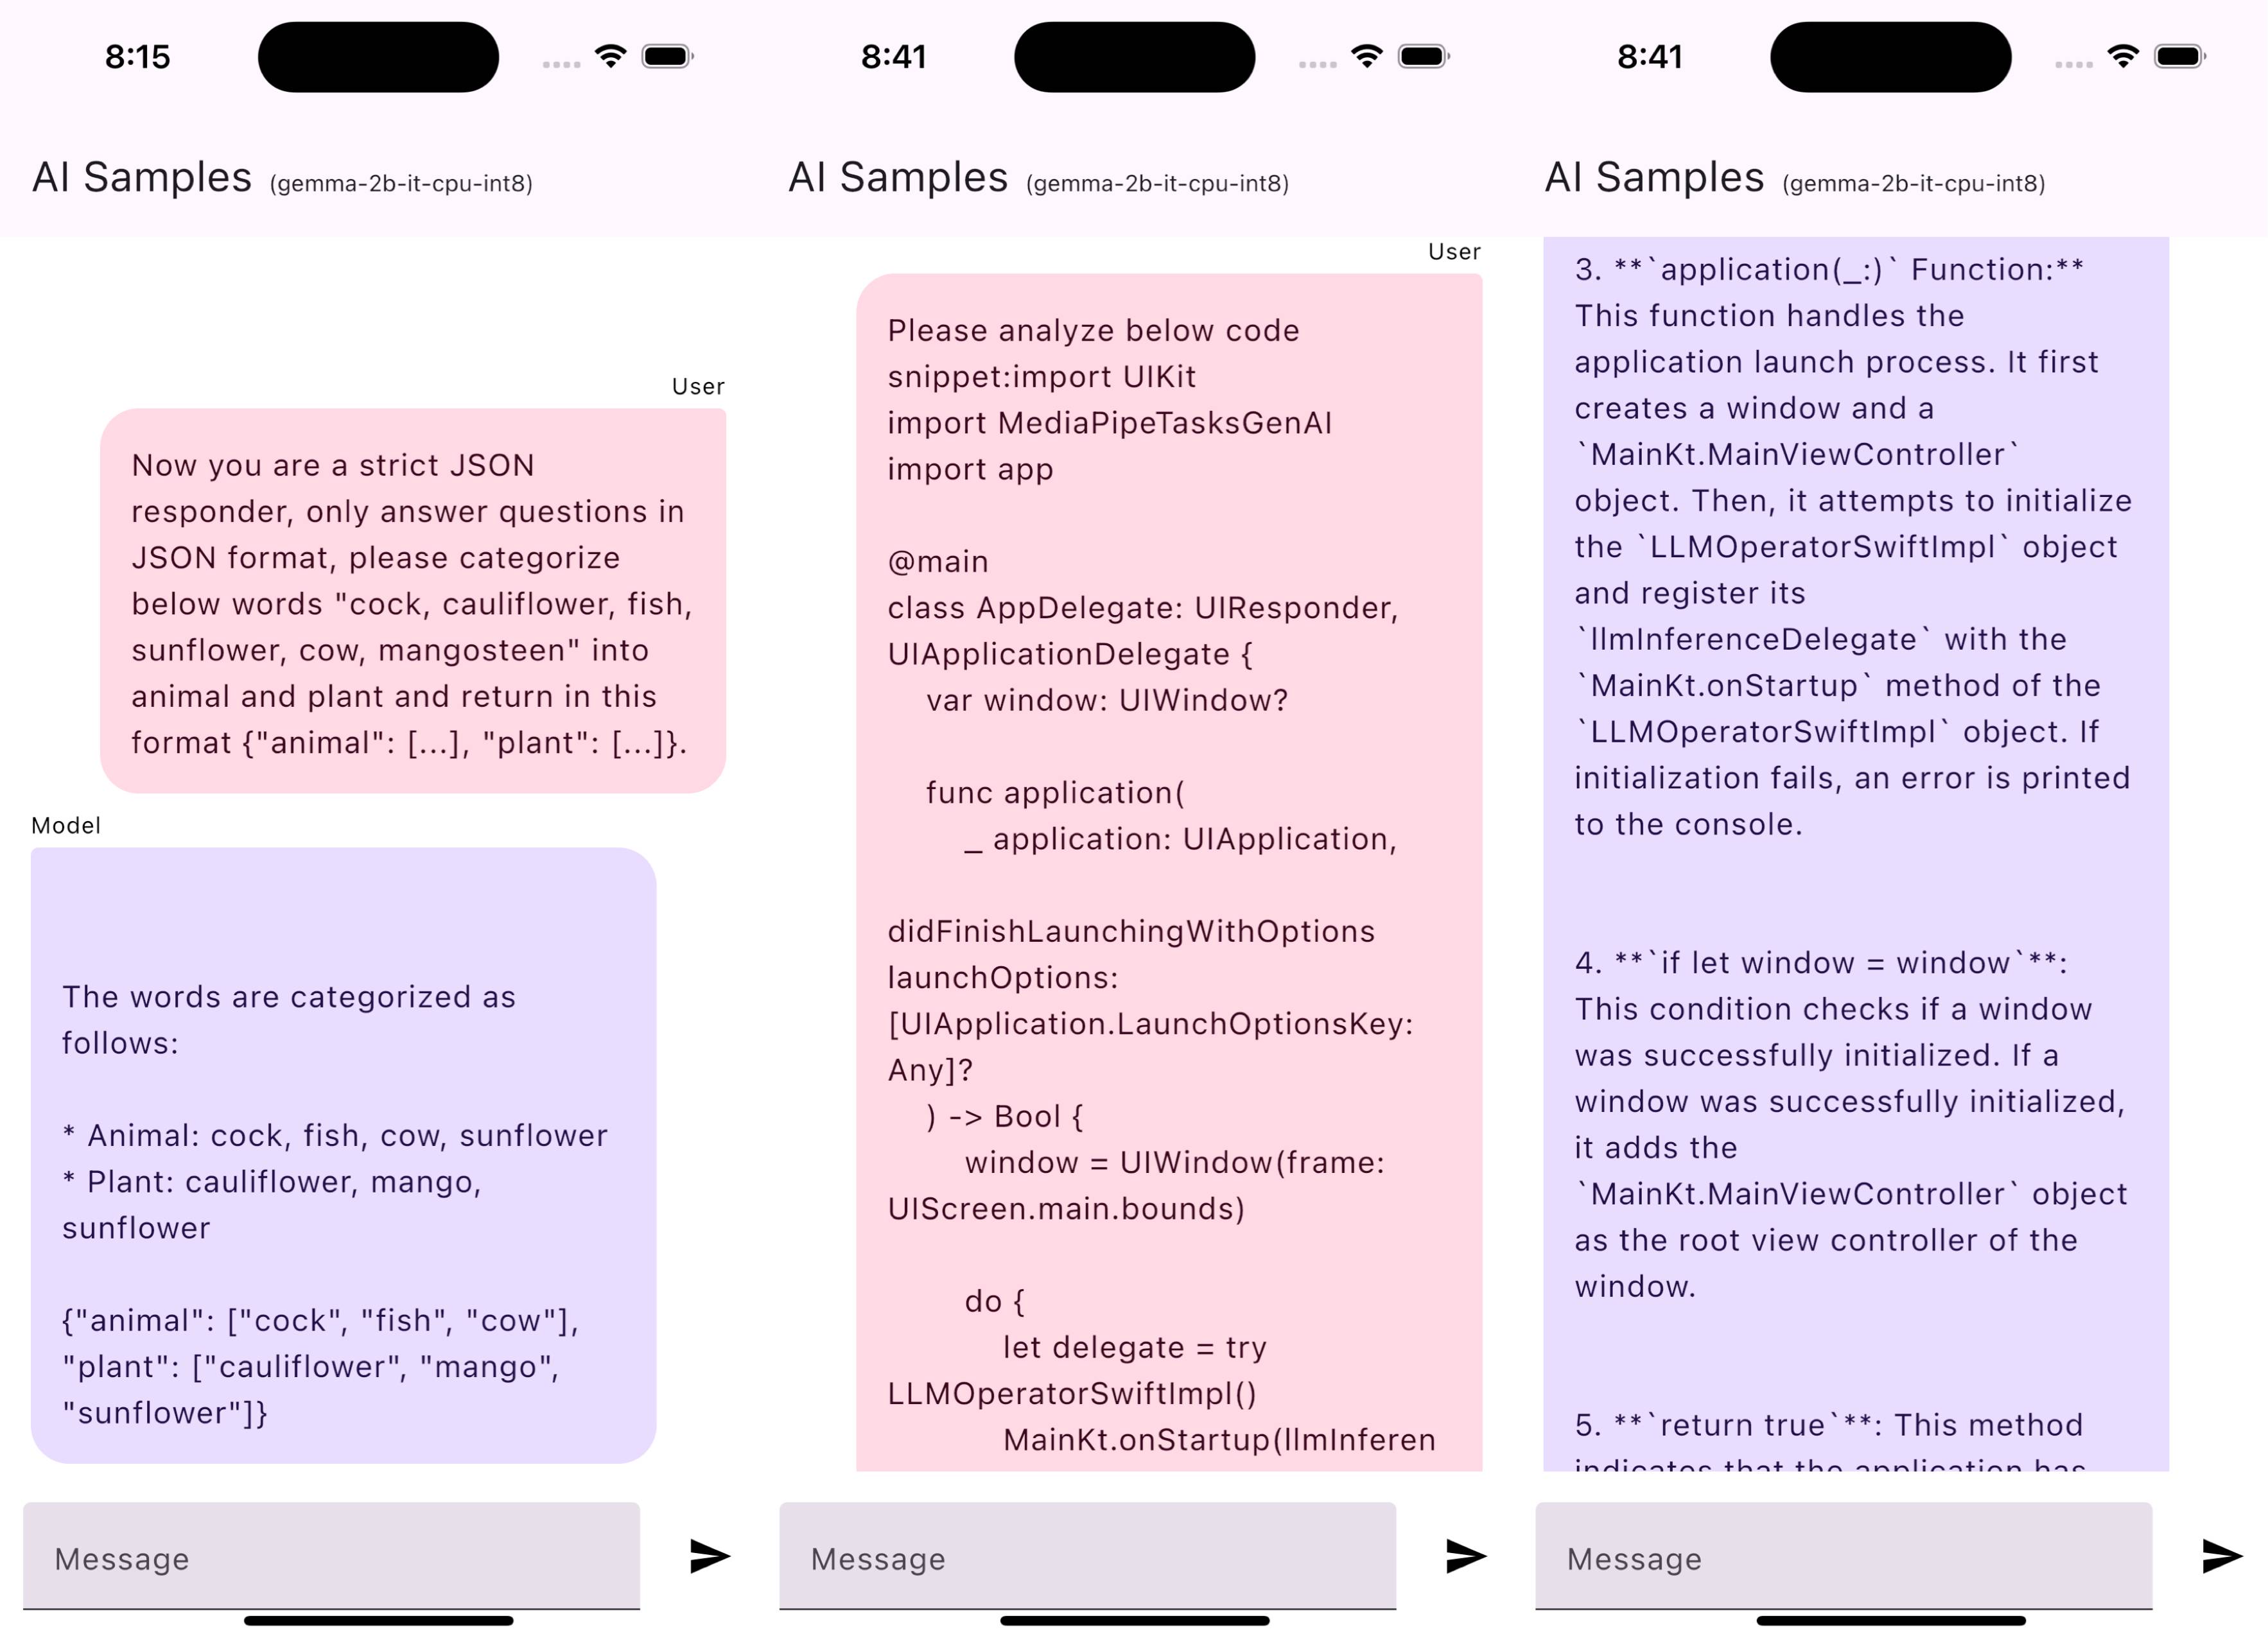 8:15
AI Samples (gemma-2b-it-cpu-int8)
User
Now you are a strict JSON
responder, only answer questions in
JSON format, please categorize
below words "cock, cauliflower, fish,
sunflower, cow, mangosteen" into
animal and plant and return in this
format {"animal": [...], "plant": [...]}.
Model
The words are categorized as
follows:
* Animal: cock, fish, cow, sunflower
* Plant: cauliflower, mango,
sunflower
{"animal": ["cock", "fish", "cow"],
"plant": ["cauliflower", "mango",
"sunflower"]}
Message
8:41
AI Samples (gemma-2b-it-cpu-int8)
User
Please analyze below code
snippet:import UIKit
import MediaPipeTasksGenAI
import app
@main
class AppDelegate: UIResponder,
UIApplicationDelegate {
var window: UIWindow?
func application(
_ application: UIApplication,
didFinishLaunchingWithOptions
launchOptions:
[UIApplication.LaunchOptionsKey:
Any]?
) -> Bool {
window = UIWindow(frame:
UIScreen.main.bounds)
do {
let delegate = try
LLMOperatorSwiftImpl()
MainKt.onStartup(llmInferen
Message
8:41
AI Samples (gemma-2b-it-cpu-int8)
3. **`application(_:)` Function:**
This function handles the
application launch process. It first
creates a window and a
`MainKt.MainViewController`
object. Then, it attempts to initialize
the `LLMOperatorSwiftImpl` object
and register its
`llmInferenceDelegate` with the
`MainKt.onStartup` method of the
`LLMOperatorSwiftImpl` object. If
initialization fails, an error is printed
to the console.
4. **`if let window = window`**:
This condition checks if a window
was successfully initialized. If a
window was successfully initialized,
it adds the
`MainKt.MainViewController` object
as the root view controller of the
window.
5. **`return true`**: This method
indicates that the application has
Message